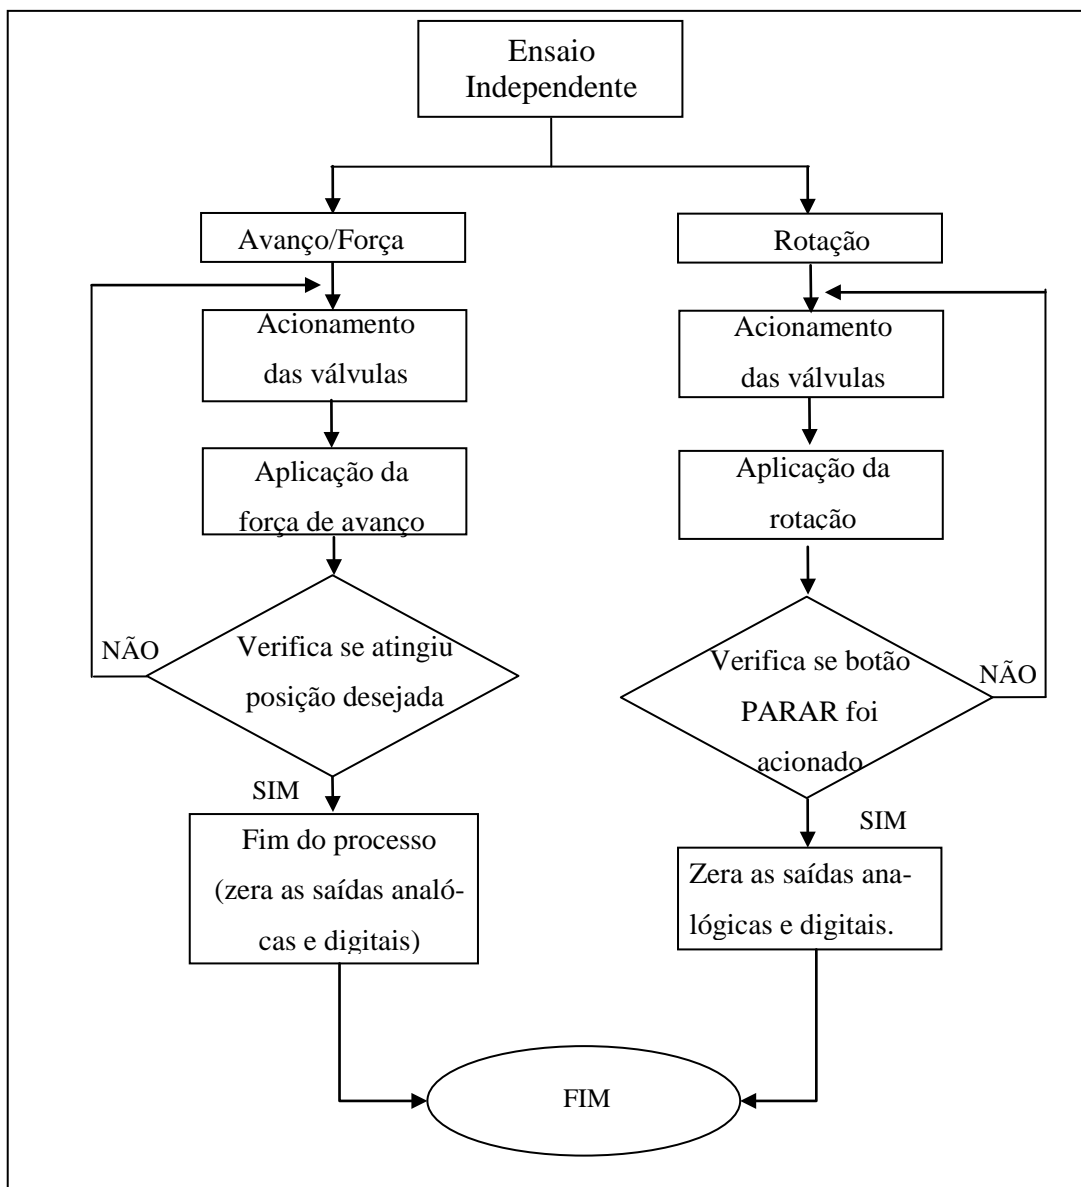 Ensaio
Independente
Avanço/Força
Rotação
Acionamento
das válvulas
Acionamento
das válvulas
Aplicação da
força de avanço
Aplicação da
rotação
NÃO
Verifica se atingiu
posição desejada
Verifica se botão
PARAR foi
acionado
NÃO
SIM
SIM
Fim do processo
(zera as saídas analó-
cas e digitais)
Zera as saídas ana-
lógicas e digitais.
FIM